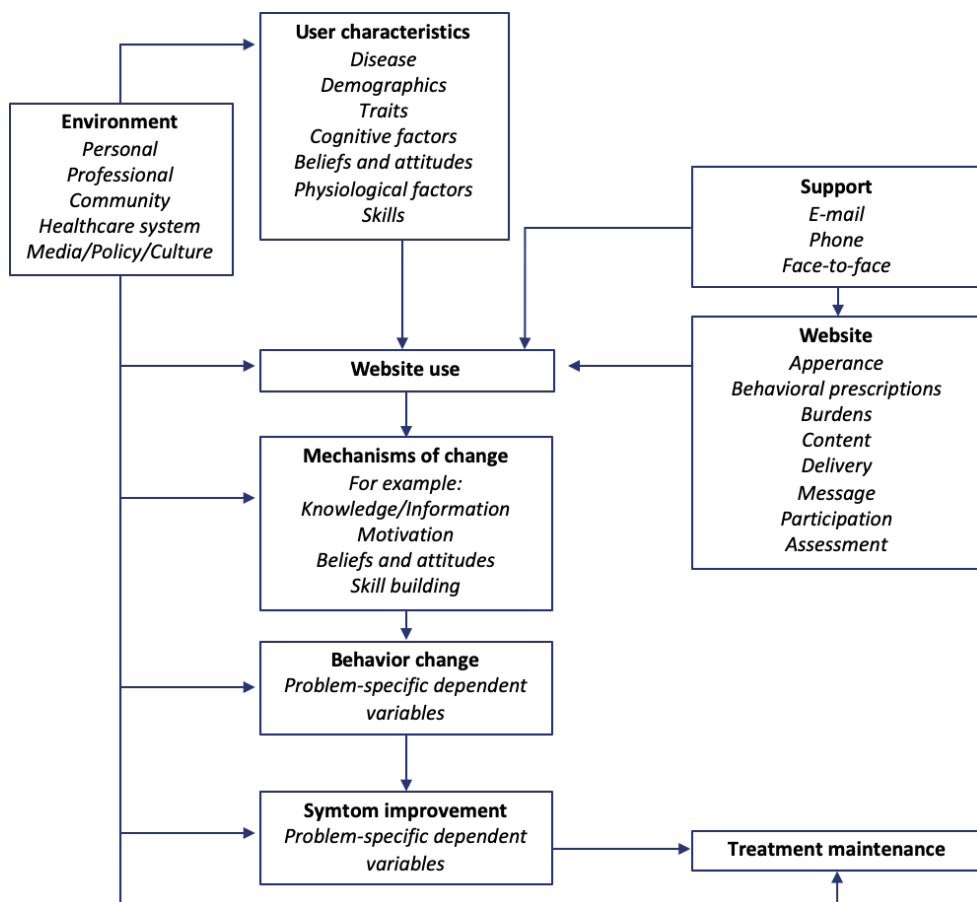 User characteristics
Disease
Demographics
Traits
Cognitive factors
Beliefs and attitudes
Physiological factors
Skills
Environment
Personal
Professional
Community
Healthcare system
Media/Policy/Culture
Support
E-mail
Phone
Face-to-face
Website
Apperance
Behavioral prescriptions
Burdens
Content
Delivery
Message
Participation
Assessment
Website use
Mechanisms of change
For example:
Knowledge/Information
Motivation
Beliefs and attitudes
Skill building
Behavior change
Problem-specific dependent
variables
Symtom improvement
Problem-specific dependent
variables
Treatment maintenance